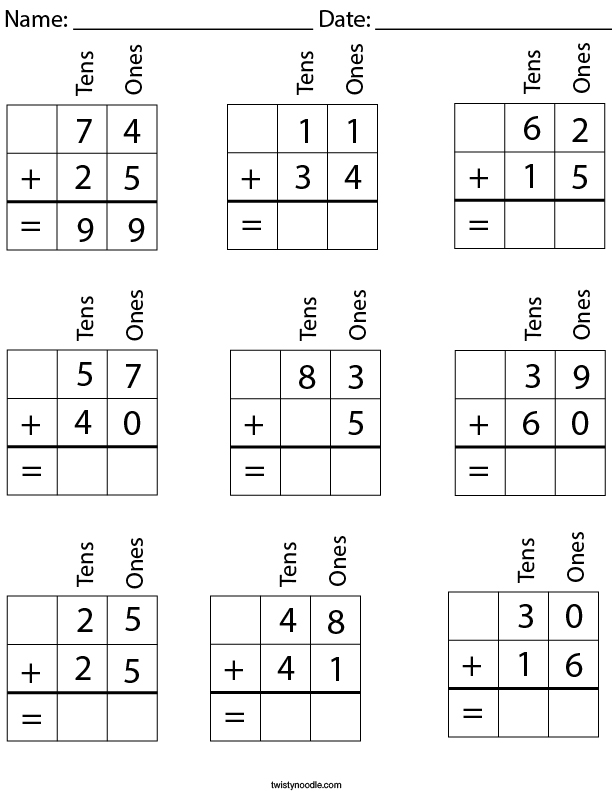 Name: Date:
Tens Ones Tens Ones Tens Ones
7 4 1 1 6 2
+ 2 5 + 3 4 + 1 5
= 9 9 = =
Tens Ones Tens Ones Tens Ones
5 7 8 3 3 9
+ 4 0 + 5 + 6 0
= = =
Tens Ones Tens Ones Tens Ones
2 5 4 8 3 0
+ 2 5 + 4 1 + 1 6
= = =
twistynoodle.com